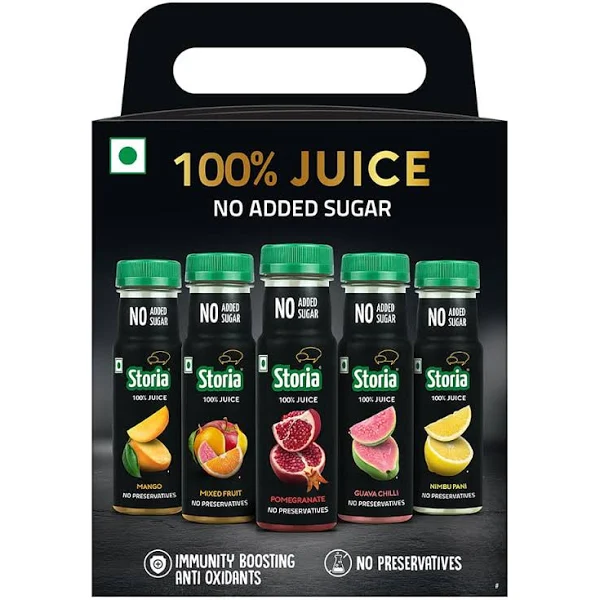 100% JUICE
NO ADDED SUGAR
NO ADDED
SUGAR
Storia
100% JUICE
MANGO
NO PRESERVATIVES
NO ADDED
SUGAR
Storia
100% JUICE
MIXED FRUIT
NO PRESERVATIVES
NO ADDED
SUGAR
Storia
100% JUICE
POMEGRANATE
NO PRESERVATIVES
NO ADDED
SUGAR
Storia
100% JUICE
GUAVA CHILLI
NO PRESERVATIVES
NO ADDED
SUGAR
Storia
100% JUICE
NIMBU PANI
NO PRESERVATIVES
IMMUNITY BOOSTING
ANTI OXIDANTS
NO PRESERVATIVES